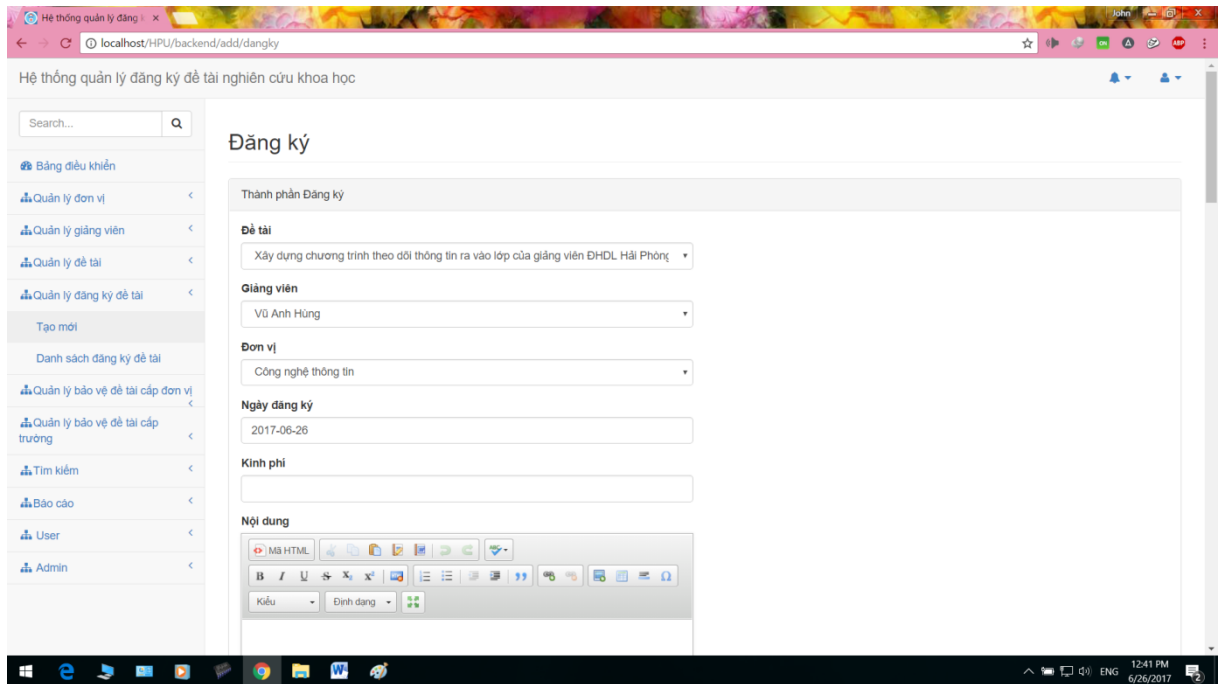 Hệ thống quản lý đăng k
John
localhost/HPU/backend/add/dangky
Hệ thống quản lý đăng ký đề tài nghiên cứu khoa học
Search...
Bảng điều khiển
Quản lý đơn vị
Quản lý giảng viên
Quản lý đề tài
Quản lý đăng ký đề tài
Tạo mới
Danh sách đăng ký đề tài
Quản lý bảo vệ đề tài cấp đơn vị
Quản lý bảo vệ đề tài cấp
trường
Tìm kiếm
Báo cáo
User
Admin
Đăng ký
Thành phần Đăng ký
Đề tài
Xây dựng chương trình theo dõi thông tin ra vào lớp của giảng viên ĐHDL Hải Phòng
Giảng viên
Vũ Anh Hùng
Đơn vị
Công nghệ thông tin
Ngày đăng ký
2017-06-26
Kinh phí
Nội dung
Mã HTML
Kiểu
Định dạng
ENG
12:41 PM
6/26/2017